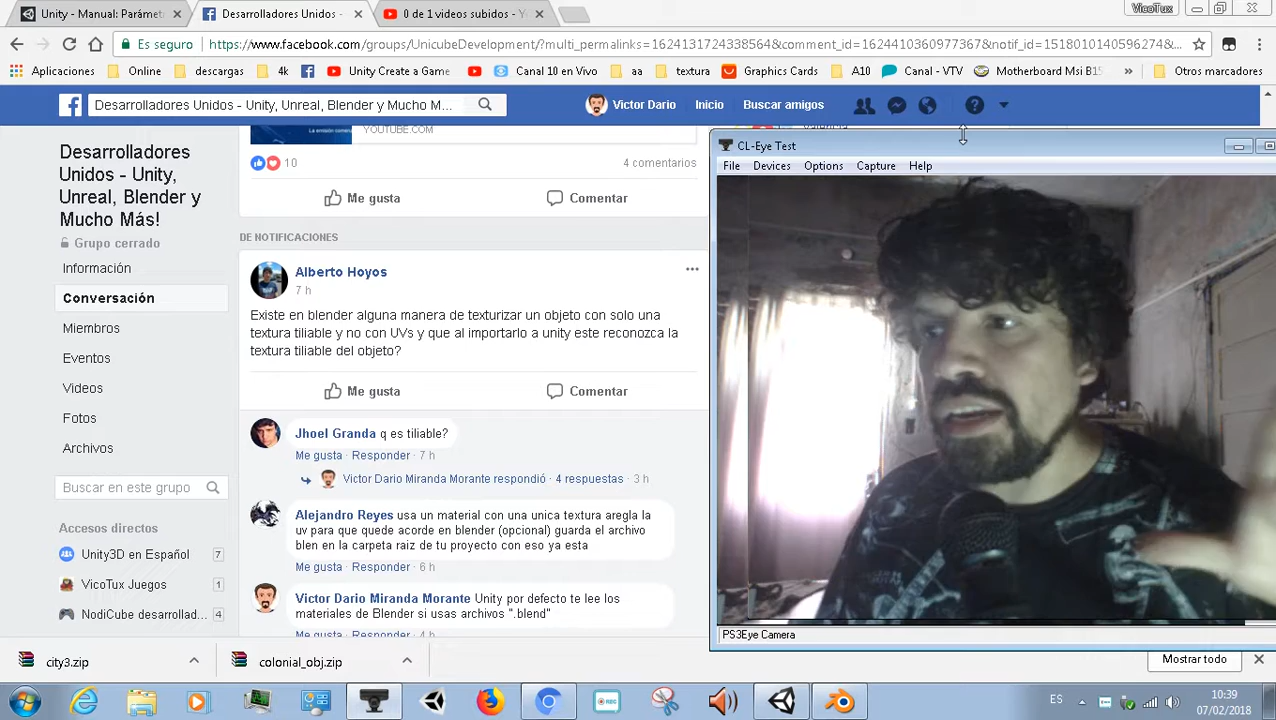 Unity - Manual: Parámet
Desarrolladores Unidos -
0 de 1 videos subidos - Y
VicoTux
Es seguro
https://www.facebook.com/groups/UnicubeDevelopment/?multi_permalinks=1624131724338564&comment_id=1624410360977367&notif_id=1518010140596274&...
Aplicaciones
Online
descargas
4k
Unity Create a Game
Canal 10 en Vivo
aa
textura
Graphics Cards
A10
Canal - VTV
Motherboard Msi B15
»
Otros marcadores
Desarrolladores Unidos - Unity, Unreal, Blender y Mucho M...
Victor Dario
Inicio
Buscar amigos
Desarrolladores
Unidos - Unity,
Unreal, Blender y
Mucho Más!
Grupo cerrado
Información
Conversación
Miembros
Eventos
Videos
Fotos
Archivos
Buscar en este grupo
Accesos directos
Unity3D en Español
7
VicoTux Juegos
1
NodiCube desarrollad...
4
YOUTUBE.COM
10
4 comentarios
Me gusta
Comentar
DE NOTIFICACIONES
Alberto Hoyos
7 h
Existe en blender alguna manera de texturizar un objeto con solo una
textura tiliable y no con UVs y que al importarlo a unity este reconozca la
textura tiliable del objeto?
Me gusta
Comentar
Jhoel Granda q es tiliable?
Me gusta · Responder · 7 h
Victor Dario Miranda Morante respondió · 4 respuestas · 3 h
Alejandro Reyes usa un material con una unica textura aregla la
uv para que quede acorde en blender (opcional) guarda el archivo
blen en la carpeta raiz de tu proyecto con eso ya esta
Me gusta · Responder · 6 h
Victor Dario Miranda Morante Unity por defecto te lee los
materiales de Blender si usas archivos ".blend"
Me gusta · Responder · 4 h
CL-Eye Test
File
Devices
Options
Capture
Help
PS3Eye Camera
city3.zip
colonial_obj.zip
Mostrar todo
REC
ES
10:39
07/02/2018